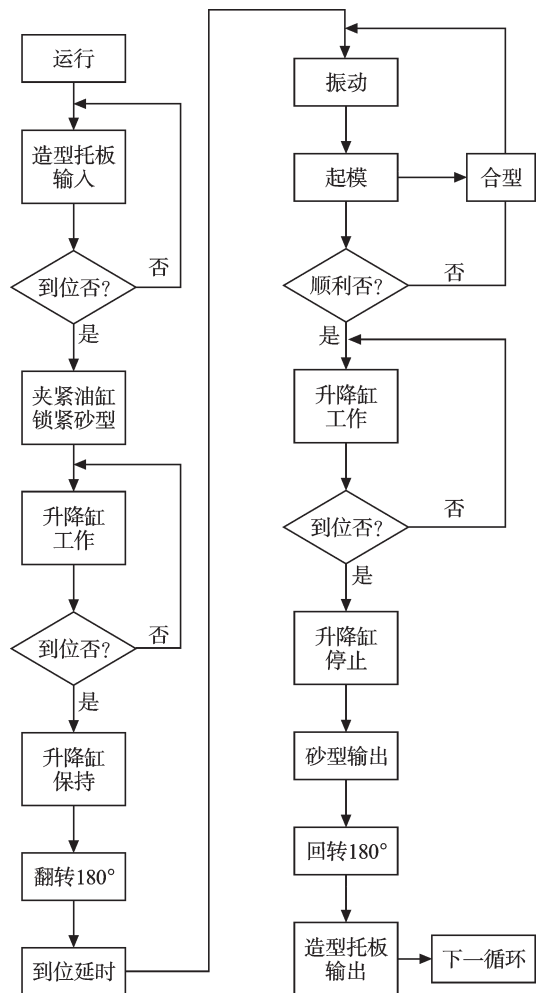 运行
造型托板
输入
到位否?
否
是
夹紧油缸
锁紧砂型
升降缸
工作
到位否?
否
是
升降缸
保持
翻转180°
到位延时
振动
起模
合型
顺利否?
否
是
升降缸
工作
到位否?
否
是
升降缸
停止
砂型输出
回转180°
造型托板
输出
下一循环